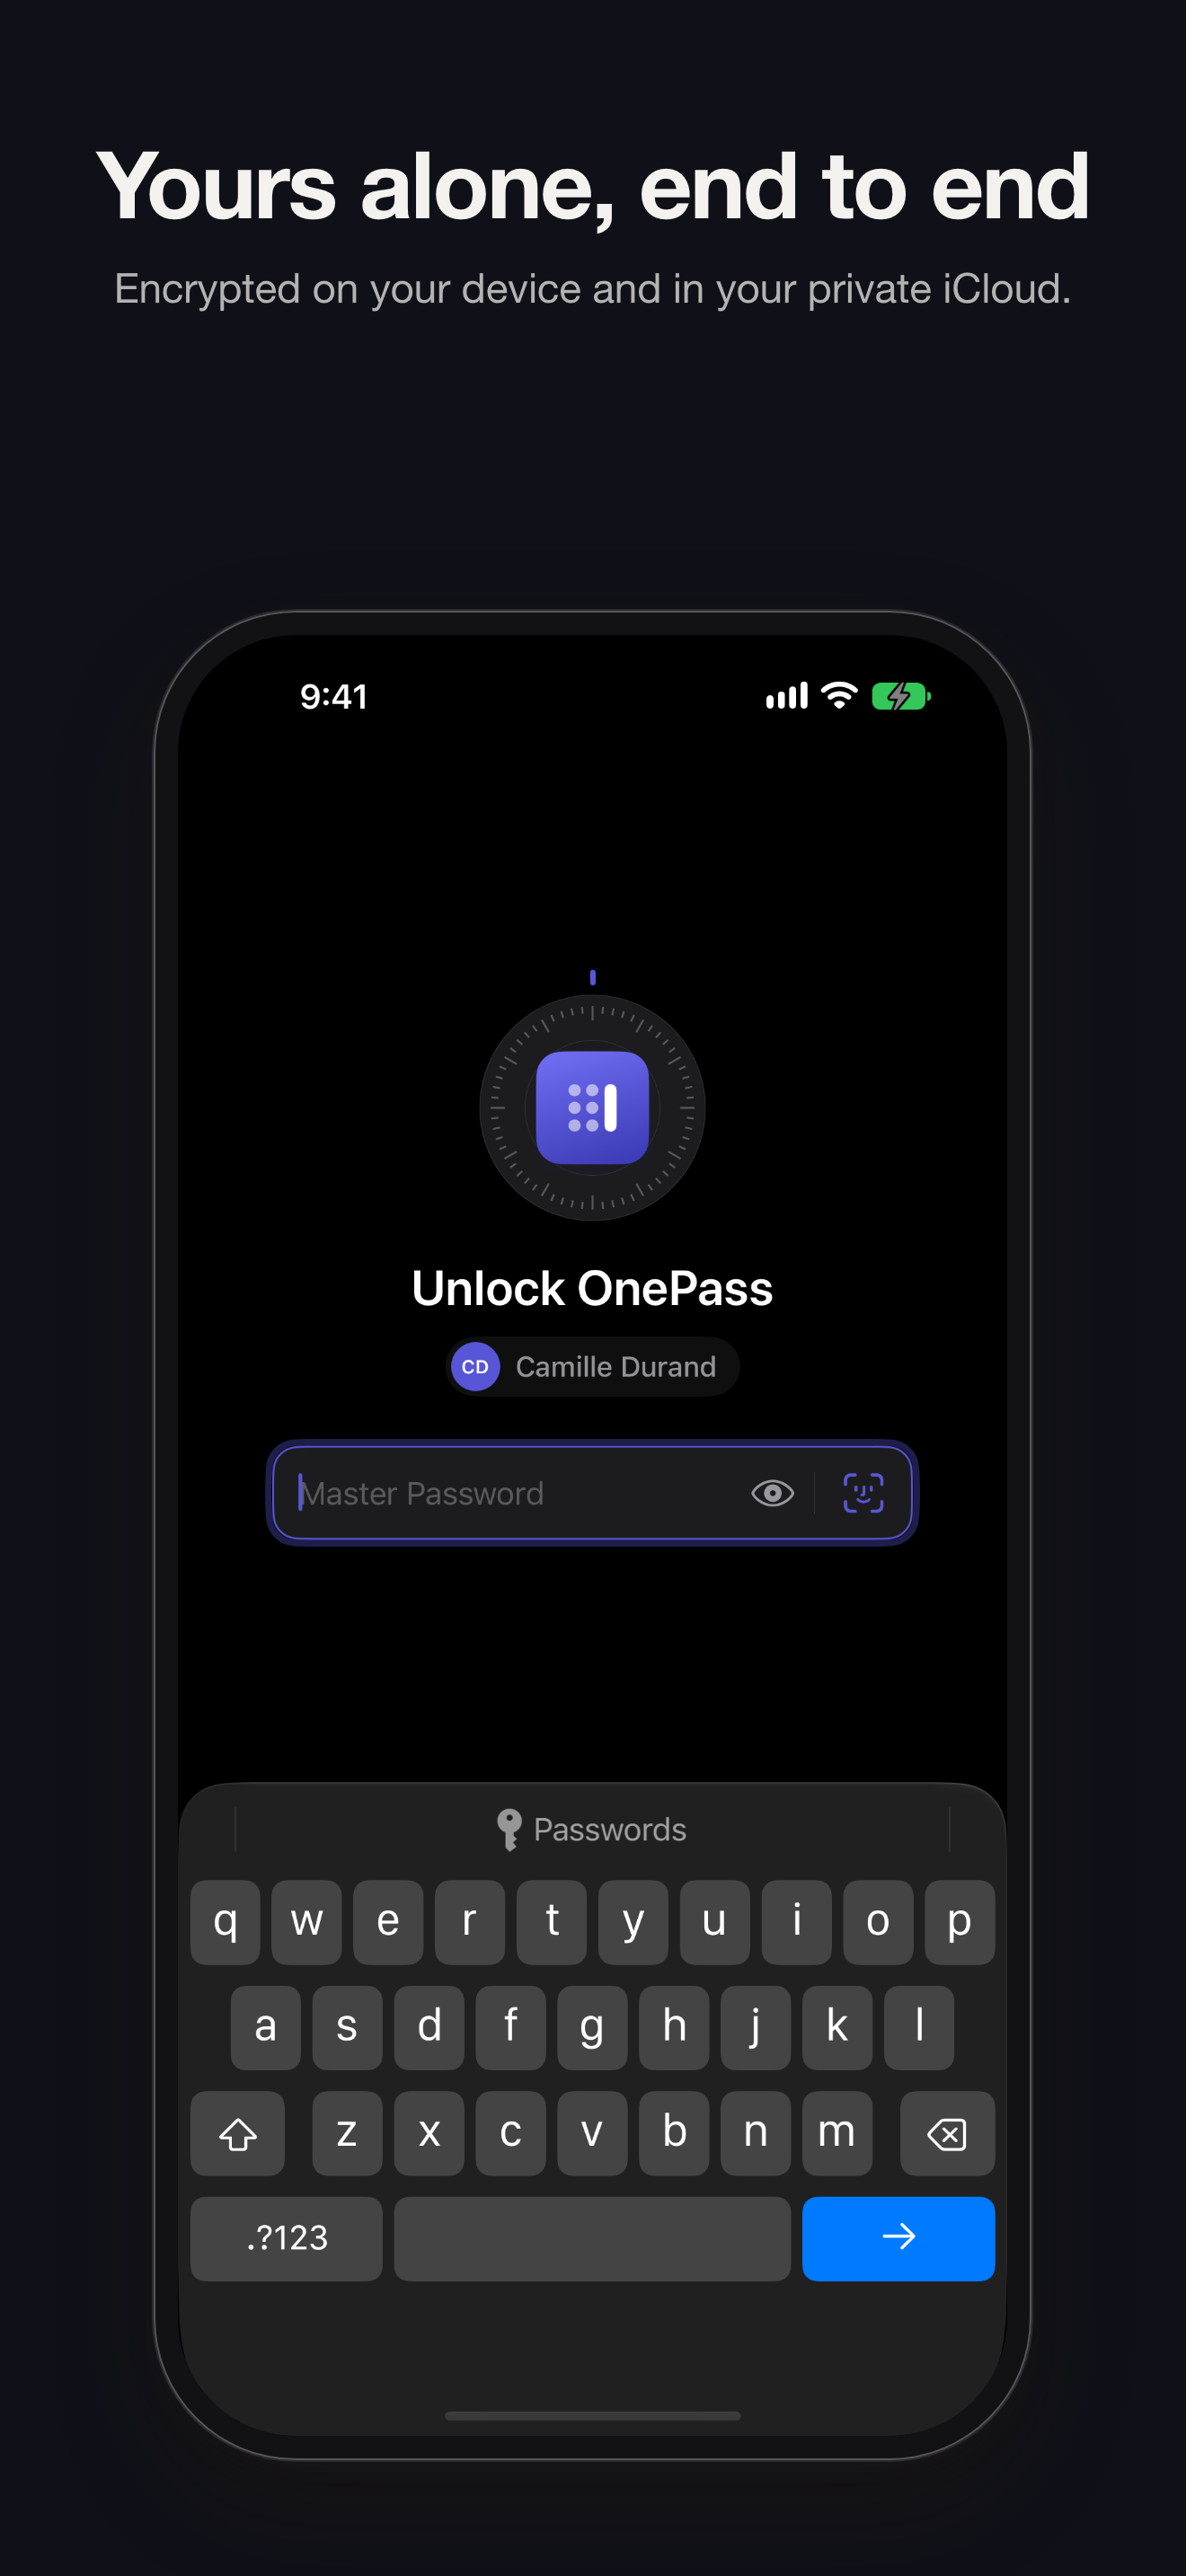 Yours alone, end to end
Encrypted on your device and in your private iCloud.
9:41
Unlock OnePass
CD Camille Durand
Master Password
Passwords
q w e r t y u i o p
a s d f g h j k l
z x c v b n m
.?123